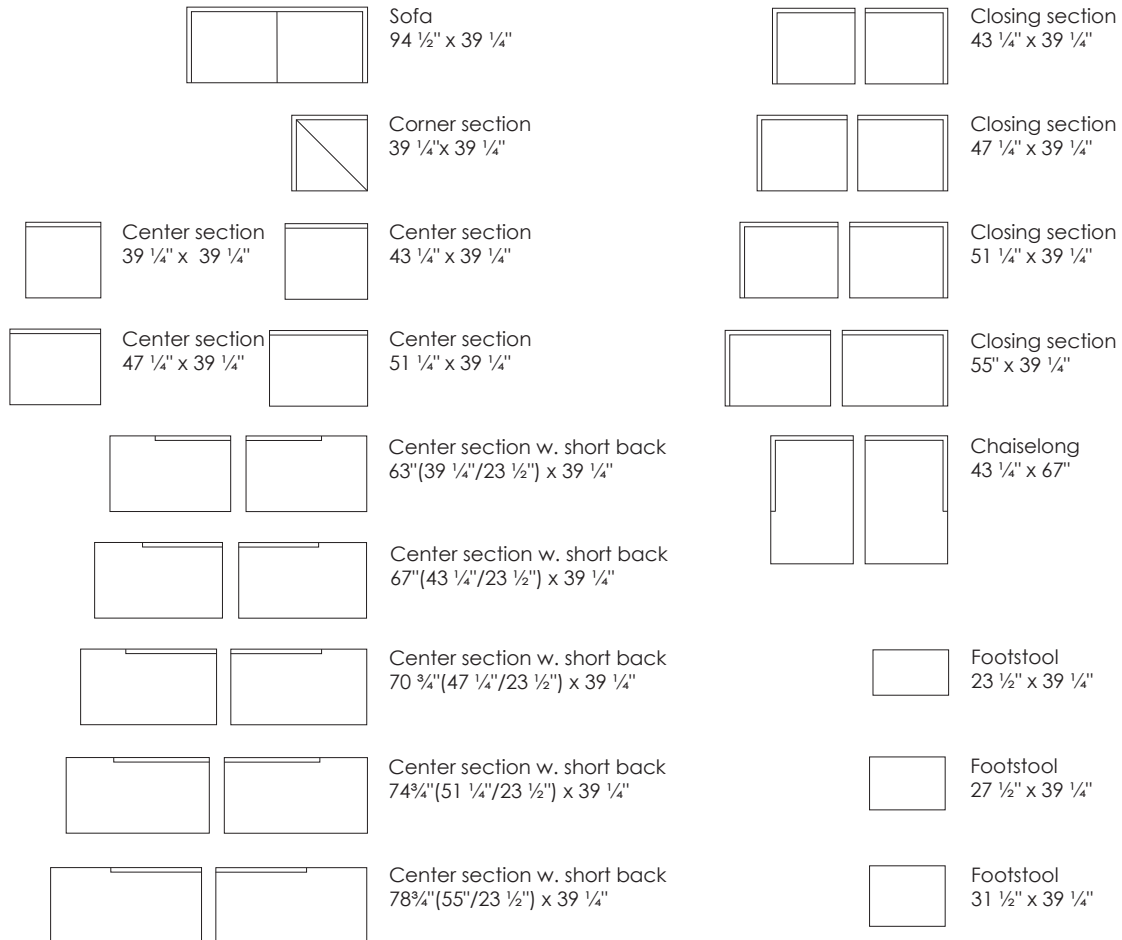 Sofa
94 ½" x 39 ¼"
Corner section
39 ¼"x 39 ¼"
Center section
39 ¼" x  39 ¼"
Center section
43 ¼" x 39 ¼"
Center section
47 ¼" x 39 ¼"
Center section
51 ¼" x 39 ¼"
Center section w. short back
63"(39 ¼"/23 ½") x 39 ¼"
Center section w. short back
67"(43 ¼"/23 ½") x 39 ¼"
Center section w. short back
70 ¾"(47 ¼"/23 ½") x 39 ¼"
Center section w. short back
74¾"(51 ¼"/23 ½") x 39 ¼"
Center section w. short back
78¾"(55"/23 ½") x 39 ¼"
Closing section
43 ¼" x 39 ¼"
Closing section
47 ¼" x 39 ¼"
Closing section
51 ¼" x 39 ¼"
Closing section
55" x 39 ¼"
Chaiselong
43 ¼" x 67"
Footstool
23 ½" x 39 ¼"
Footstool
27 ½" x 39 ¼"
Footstool
31 ½" x 39 ¼"